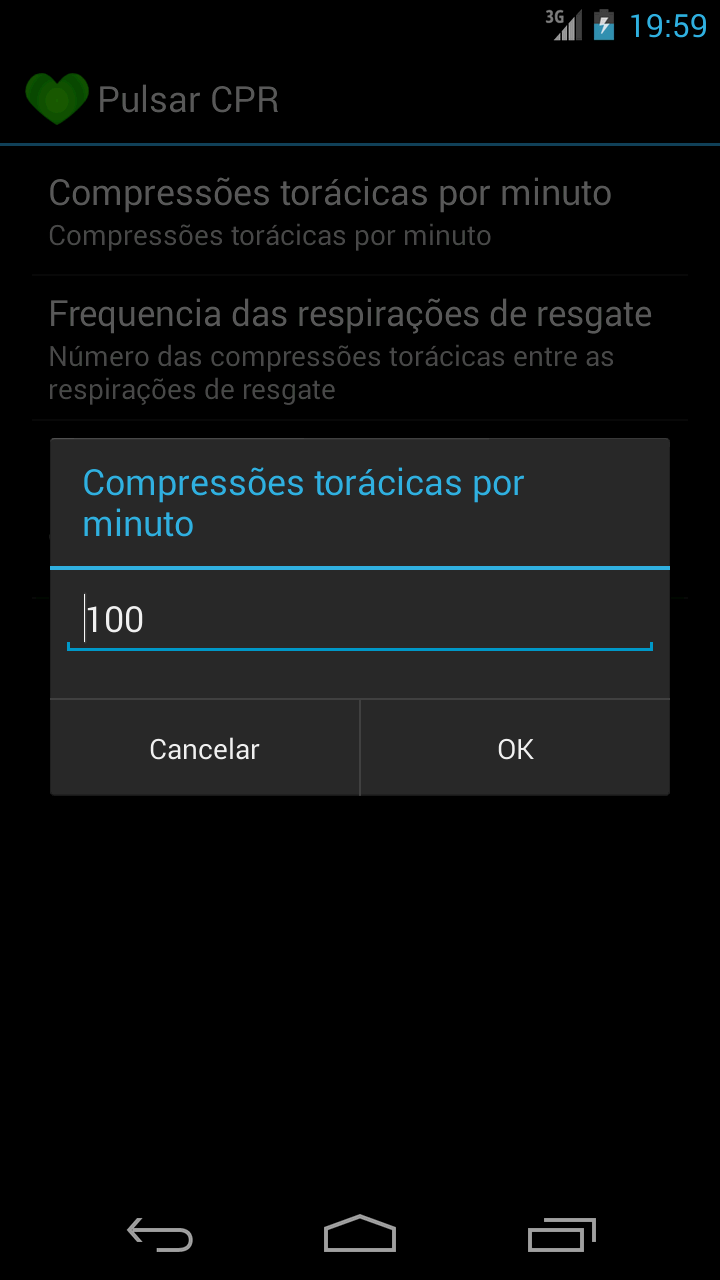 3G
19:59
Pulsar CPR
Compressões torácicas por minuto
Compressões torácicas por minuto
Frequencia das respirações de resgate
Número das compressões torácicas entre as
respirações de resgate
Compressões torácicas por
minuto
100
Cancelar
OK